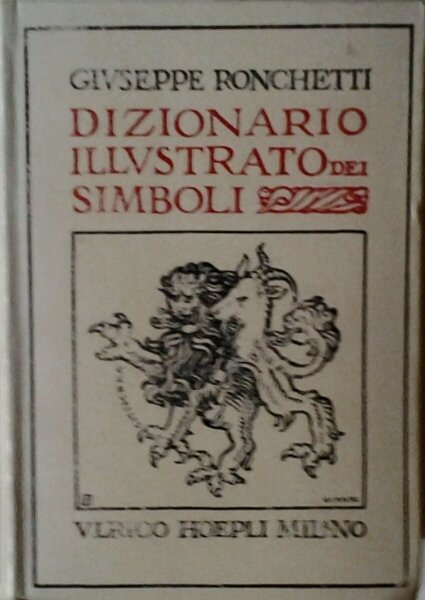 GIVSEPPE RONCHETTI
DIZIONARIO
ILLVSTRATO DEI
SIMBOLI
VLRICO HOEPLI MILANO